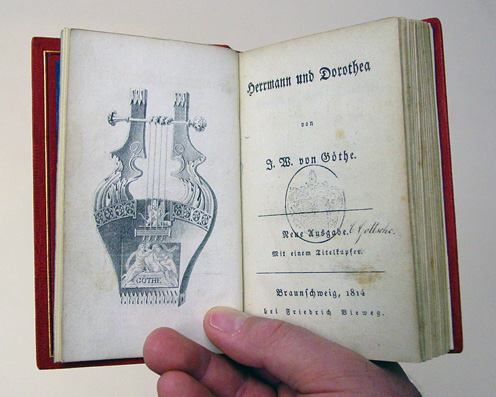 GÖTHE
Herrmann und Dorothea
von
J. W. von Göthe.
Neue Ausgabe.
Mit einem Titelkupfer.
Braunschweig, 1814
bei Friedrich Vieweg.